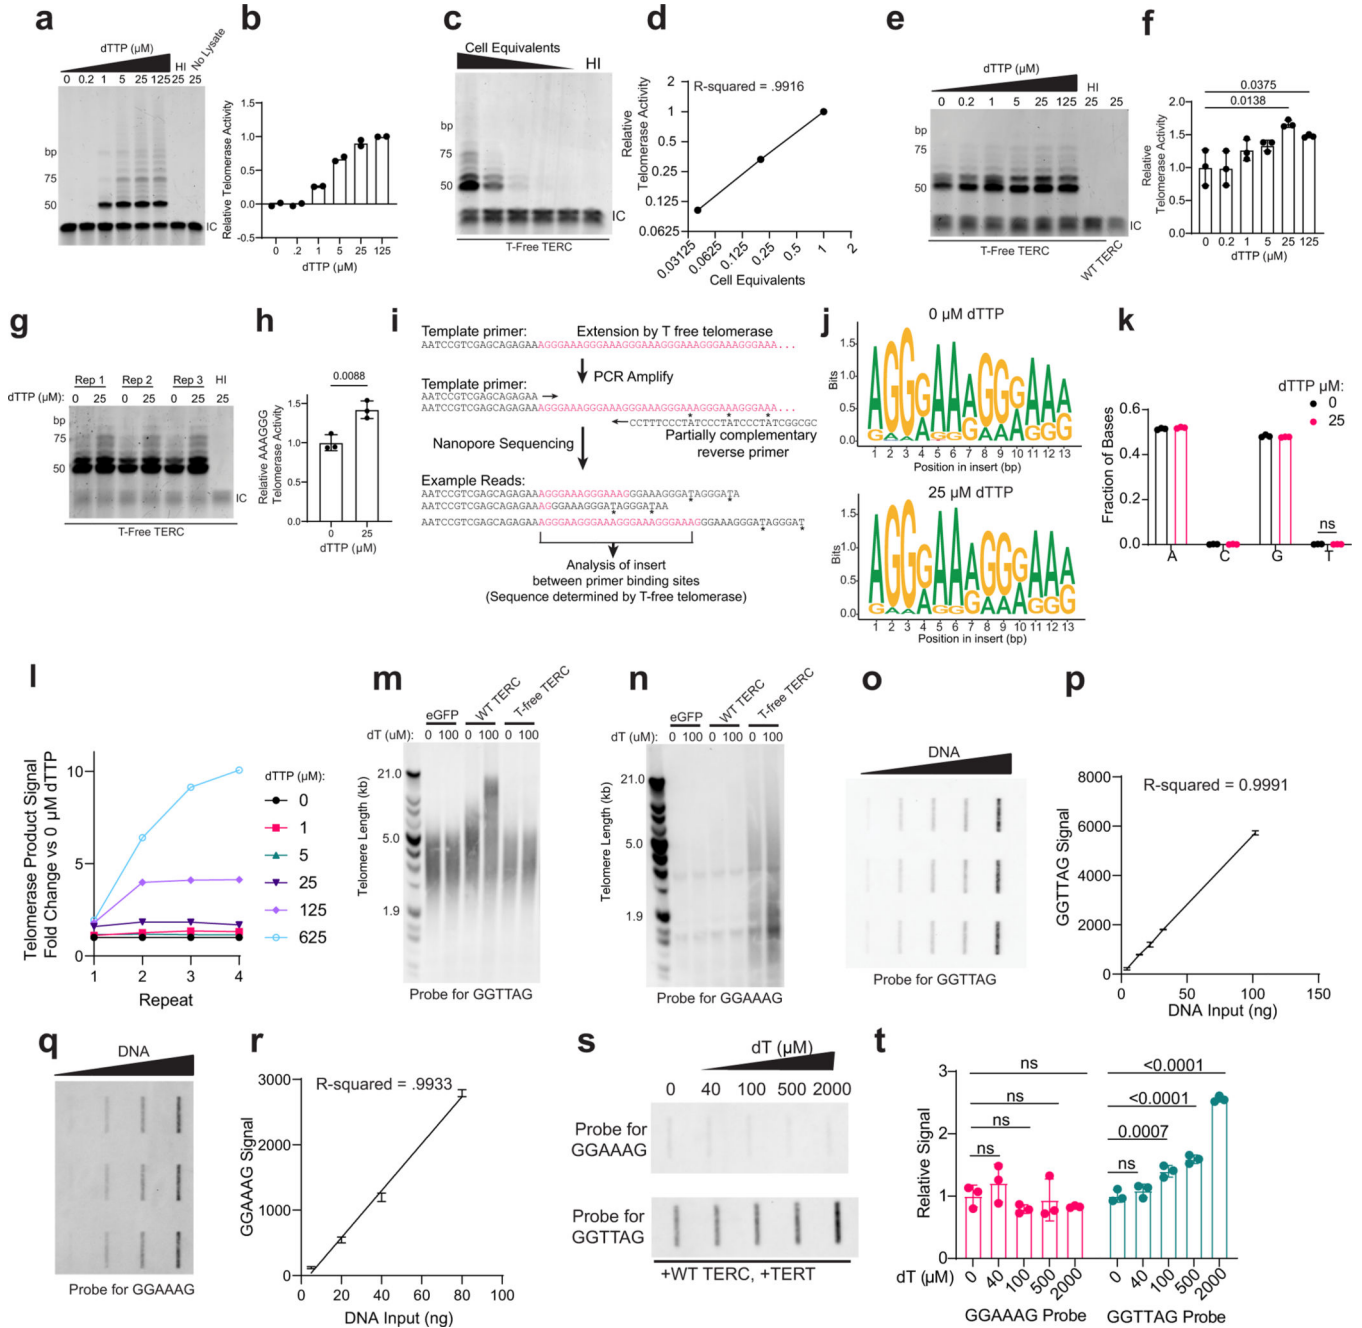 a
dTTP (µM)
HI
No Lysate
0 0.2 1 5 25 125 25 25
bp
75
50
IC
b
Relative Telomerase Activity
1.5
1.0
0.5
0.0
-0.5
0 .2 1 5 25 125
dTTP (µM)
c
Cell Equivalents
HI
bp
75
50
IC
T-Free TERC
d
R-squared = .9916
Relative
Telomerase Activity
2
1
0.5
0.25
0.125
0.0625
0.03125
0.0625
0.125
0.25
0.5
1
2
Cell Equivalents
e
dTTP (µM)
HI
0 0.2 1 5 25 125 25 25
bp
75
50
IC
T-Free TERC
WT TERC
f
0.0375
0.0138
Relative
Telomerase Activity
2.0
1.5
1.0
0.5
0.0
0 .2 1 5 25 125
dTTP (µM)
g
Rep 1 Rep 2 Rep 3 HI
dTTP (µM): 0 25 0 25 0 25 25
bp
75
50
IC
T-Free TERC
h
0.0088
Relative AAAGGG
Telomerase Activity
1.5
1.0
0.5
0.0
0 25
dTTP (µM)
i
Template primer: Extension by T free telomerase
AATCCGTCGAGCAGAGAAAGGGAAAGGGAAAGGGAAAGGGAAAGGGAAAGGGAAA...
PCR Amplify
Template primer:
AATCCGTCGAGCAGAGAA
AATCCGTCGAGCAGAGAAAGGGAAAGGGAAAGGGAAAGGGAAAGGGAAAGGGAAA...
* * *
CCTTTCCCTATCCCTATCCCTATCGGCGC
Partially complementary
reverse primer
Nanopore Sequencing
Example Reads:
AATCCGTCGAGCAGAGAAAGGGAAAGGGAAAGGGAAAGGGATAGGGATA
* *
AATCCGTCGAGCAGAGAAAGGGAAAGGGATAGGGATAA
* *
AATCCGTCGAGCAGAGAAAGGGAAGGGAAAGGGAAAGGGAAAGGGAAAGGGATAGGGAT
* *
Analysis of insert
between primer binding sites
(Sequence determined by T-free telomerase)
j
0 µM dTTP
Bits
1.5
1.0
0.5
0.0
AGGGAAAGGGAAA
GAAAGGGAAAGGG
1 2 3 4 5 6 7 8 9 10 11 12 13
Position in insert (bp)
25 µM dTTP
Bits
1.5
1.0
0.5
0.0
AGGGAAAGGGAAA
GAAAGGGAAAGGG
1 2 3 4 5 6 7 8 9 10 11 12 13
Position in insert (bp)
k
dTTP µM:
0
25
Fraction of Bases
0.6
0.4
0.2
0.0
ns
A C G T
l
Telomerase Product Signal
Fold Change vs 0 µM dTTP
10
5
0
1 2 3 4
Repeat
dTTP (µM):
0
1
5
25
125
625
m
eGFP
WT TERC
T-free TERC
dT (uM): 0 100 0 100 0 100
Telomere Length (kb)
21.0
5.0
1.9
Probe for GGTTAG
n
eGFP
WT TERC
T-free TERC
dT (uM): 0 100 0 100 0 100
Telomere Length (kb)
21.0
5.0
1.9
Probe for GGAAAG
o
DNA
Probe for GGTTAG
p
R-squared = 0.9991
GGTTAG Signal
8000
6000
4000
2000
0
0 50 100 150
DNA Input (ng)
q
DNA
Probe for GGAAAG
r
R-squared = .9933
GGAAAG Signal
3000
2000
1000
0
0 20 40 60 80 100
DNA Input (ng)
s
dT (µM)
0 40 100 500 2000
Probe for
GGAAAG
Probe for
GGTTAG
+WT TERC, +TERT
t
ns
ns
ns
ns
<0.0001
<0.0001
0.0007
ns
Relative Signal
3
2
1
0
dT (µM)
0 40 100 500 2000 0 40 100 500 2000
GGAAAG Probe GGTTAG Probe